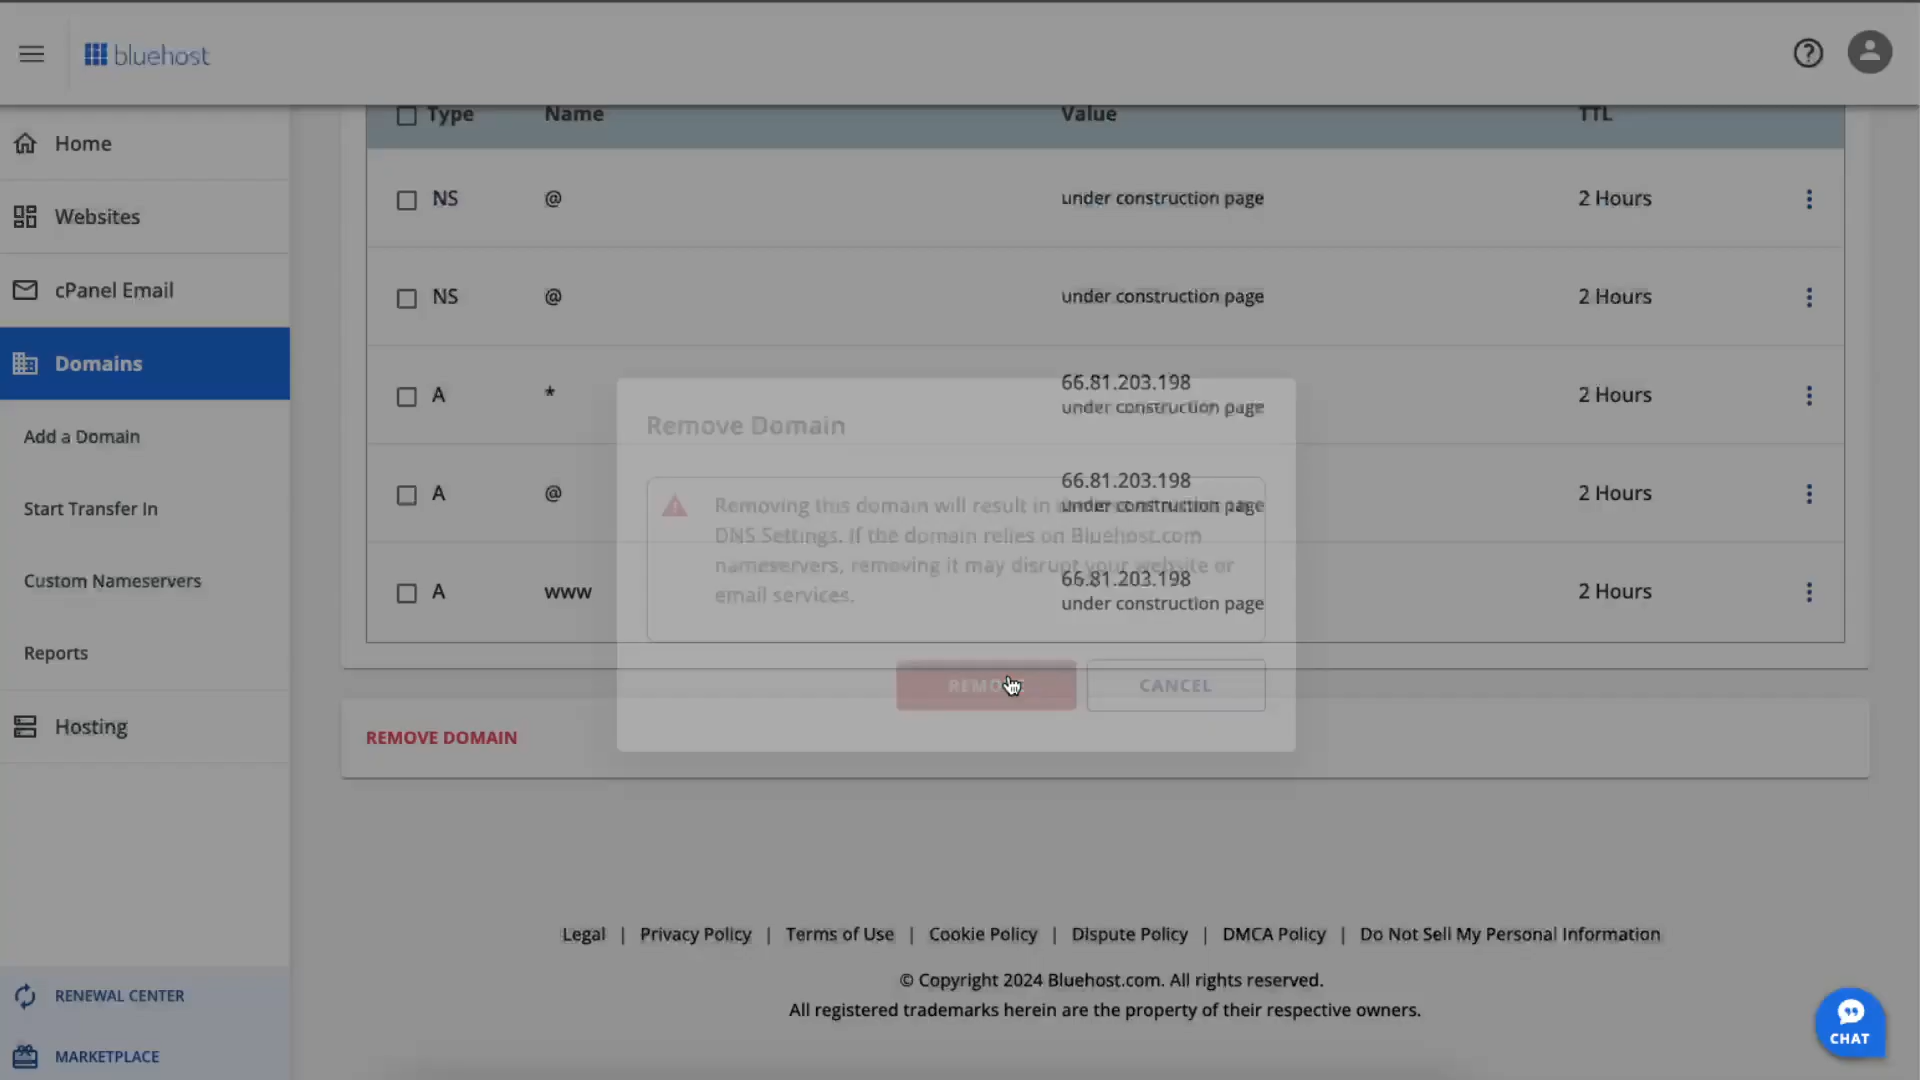 bluehost
Type Name Value TTL
Home
NS @ under construction page 2 Hours
Websites
NS @ under construction page 2 Hours
cPanel Email
Domains
A * 66.81.203.198 2 Hours
under construction page
Add a Domain
Remove Domain
A @ 66.81.203.198 2 Hours
under construction page
Start Transfer In
Removing this domain will result in
DNS Settings. If the domain relies on Bluehost.com
nameservers, removing it may disrupt your website or
email services.
Custom Nameservers
A www 66.81.203.198 2 Hours
under construction page
Reports
REMOVE CANCEL
Hosting
REMOVE DOMAIN
Legal | Privacy Policy | Terms of Use | Cookie Policy | Dispute Policy | DMCA Policy | Do Not Sell My Personal Information
© Copyright 2024 Bluehost.com. All rights reserved.
All registered trademarks herein are the property of their respective owners.
RENEWAL CENTER
MARKETPLACE
CHAT